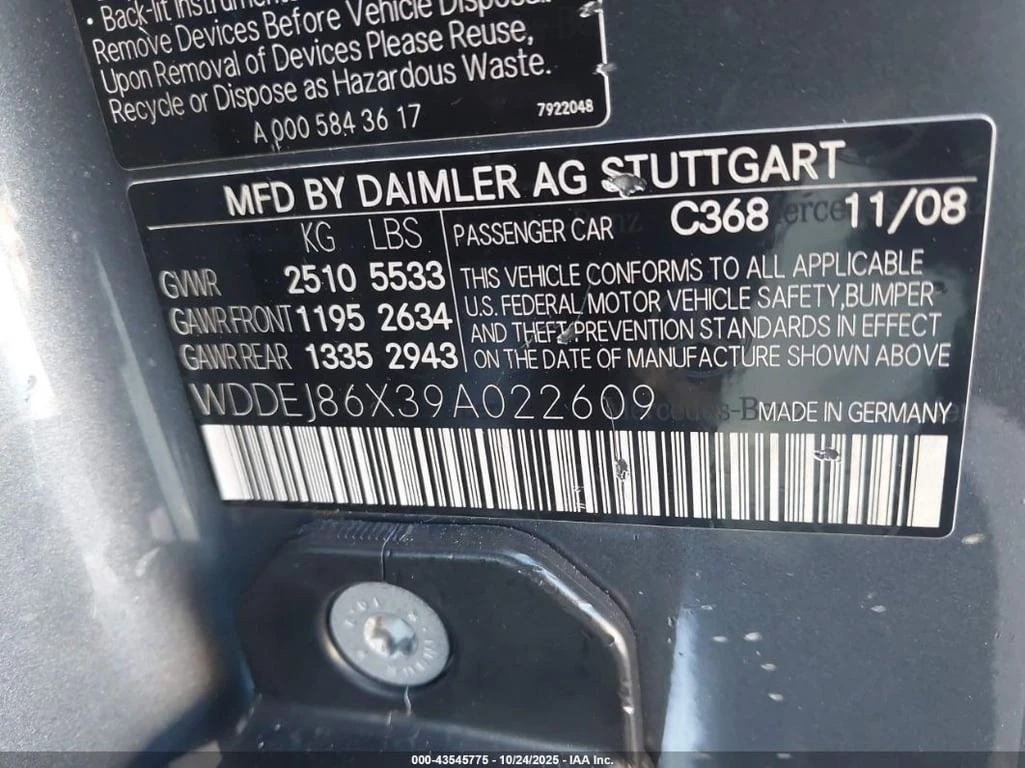 • Back-lit Instrument
Remove Devices Before Vehicle Disposal.
Upon Removal of Devices Please Reuse,
Recycle or Dispose as Hazardous Waste.
A 000 584 36 17 7922048
MFD BY DAIMLER AG STUTTGART
KG LBS PASSENGER CAR C368 11/08
GVWR 2510 5533 THIS VEHICLE CONFORMS TO ALL APPLICABLE
U.S. FEDERAL MOTOR VEHICLE SAFETY,BUMPER
GAWR FRONT 1195 2634 AND THEFT PREVENTION STANDARDS IN EFFECT
GAWR REAR 1335 2943 ON THE DATE OF MANUFACTURE SHOWN ABOVE
WDDEJ86X39A022609 MADE IN GERMANY
000-43545775 - 10/24/2025 - IAA Inc.